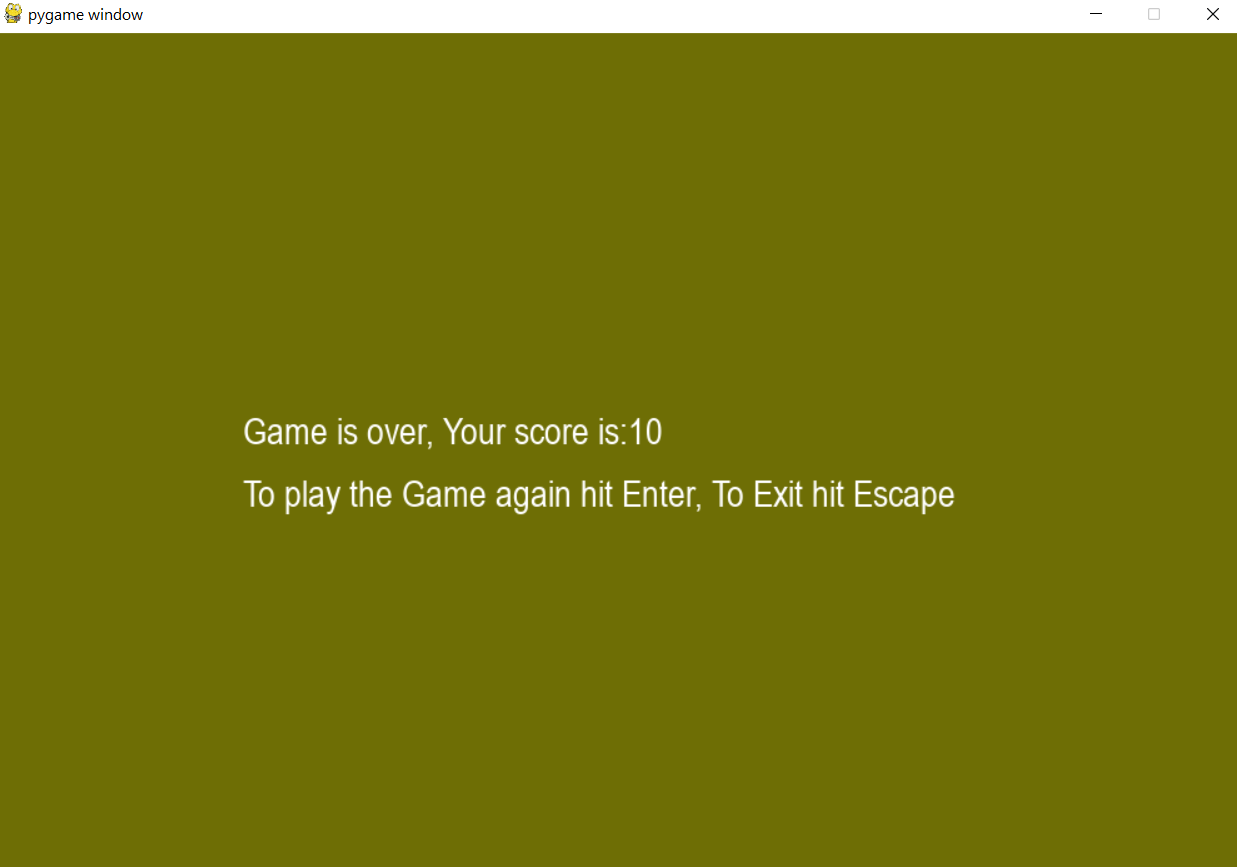 pygame window
Game is over, Your score is:10
To play the Game again hit Enter, To Exit hit Escape